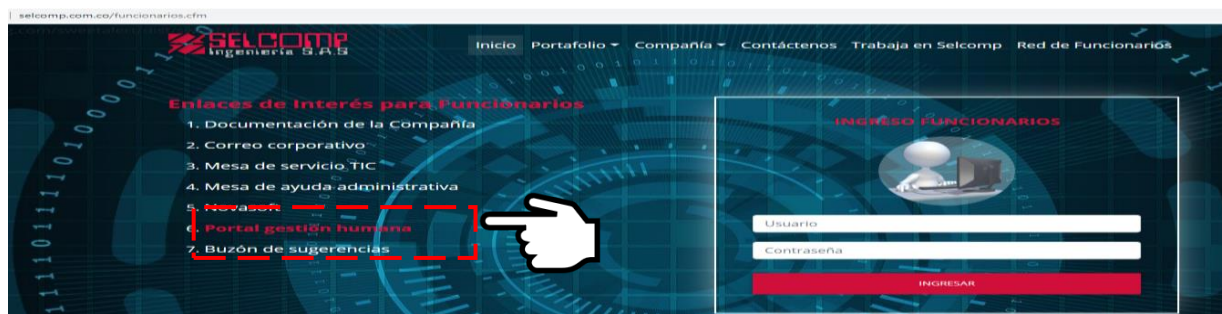 selcomp.com.co/funcionarios.cfm
SELCOMP
Ingeniería S.A.S
Inicio Portafolio Compañía Contáctenos Trabaja en Selcomp Red de Funcionarios
Enlaces de Interés para Funcionarios
1. Documentación de la Compañía
2. Correo corporativo
3. Mesa de servicio TIC
4. Mesa de ayuda administrativa
5. Novasoft
6. Portal gestión humana
7. Buzón de sugerencias
INGRESO FUNCIONARIOS
Usuario
Contraseña
INGRESAR